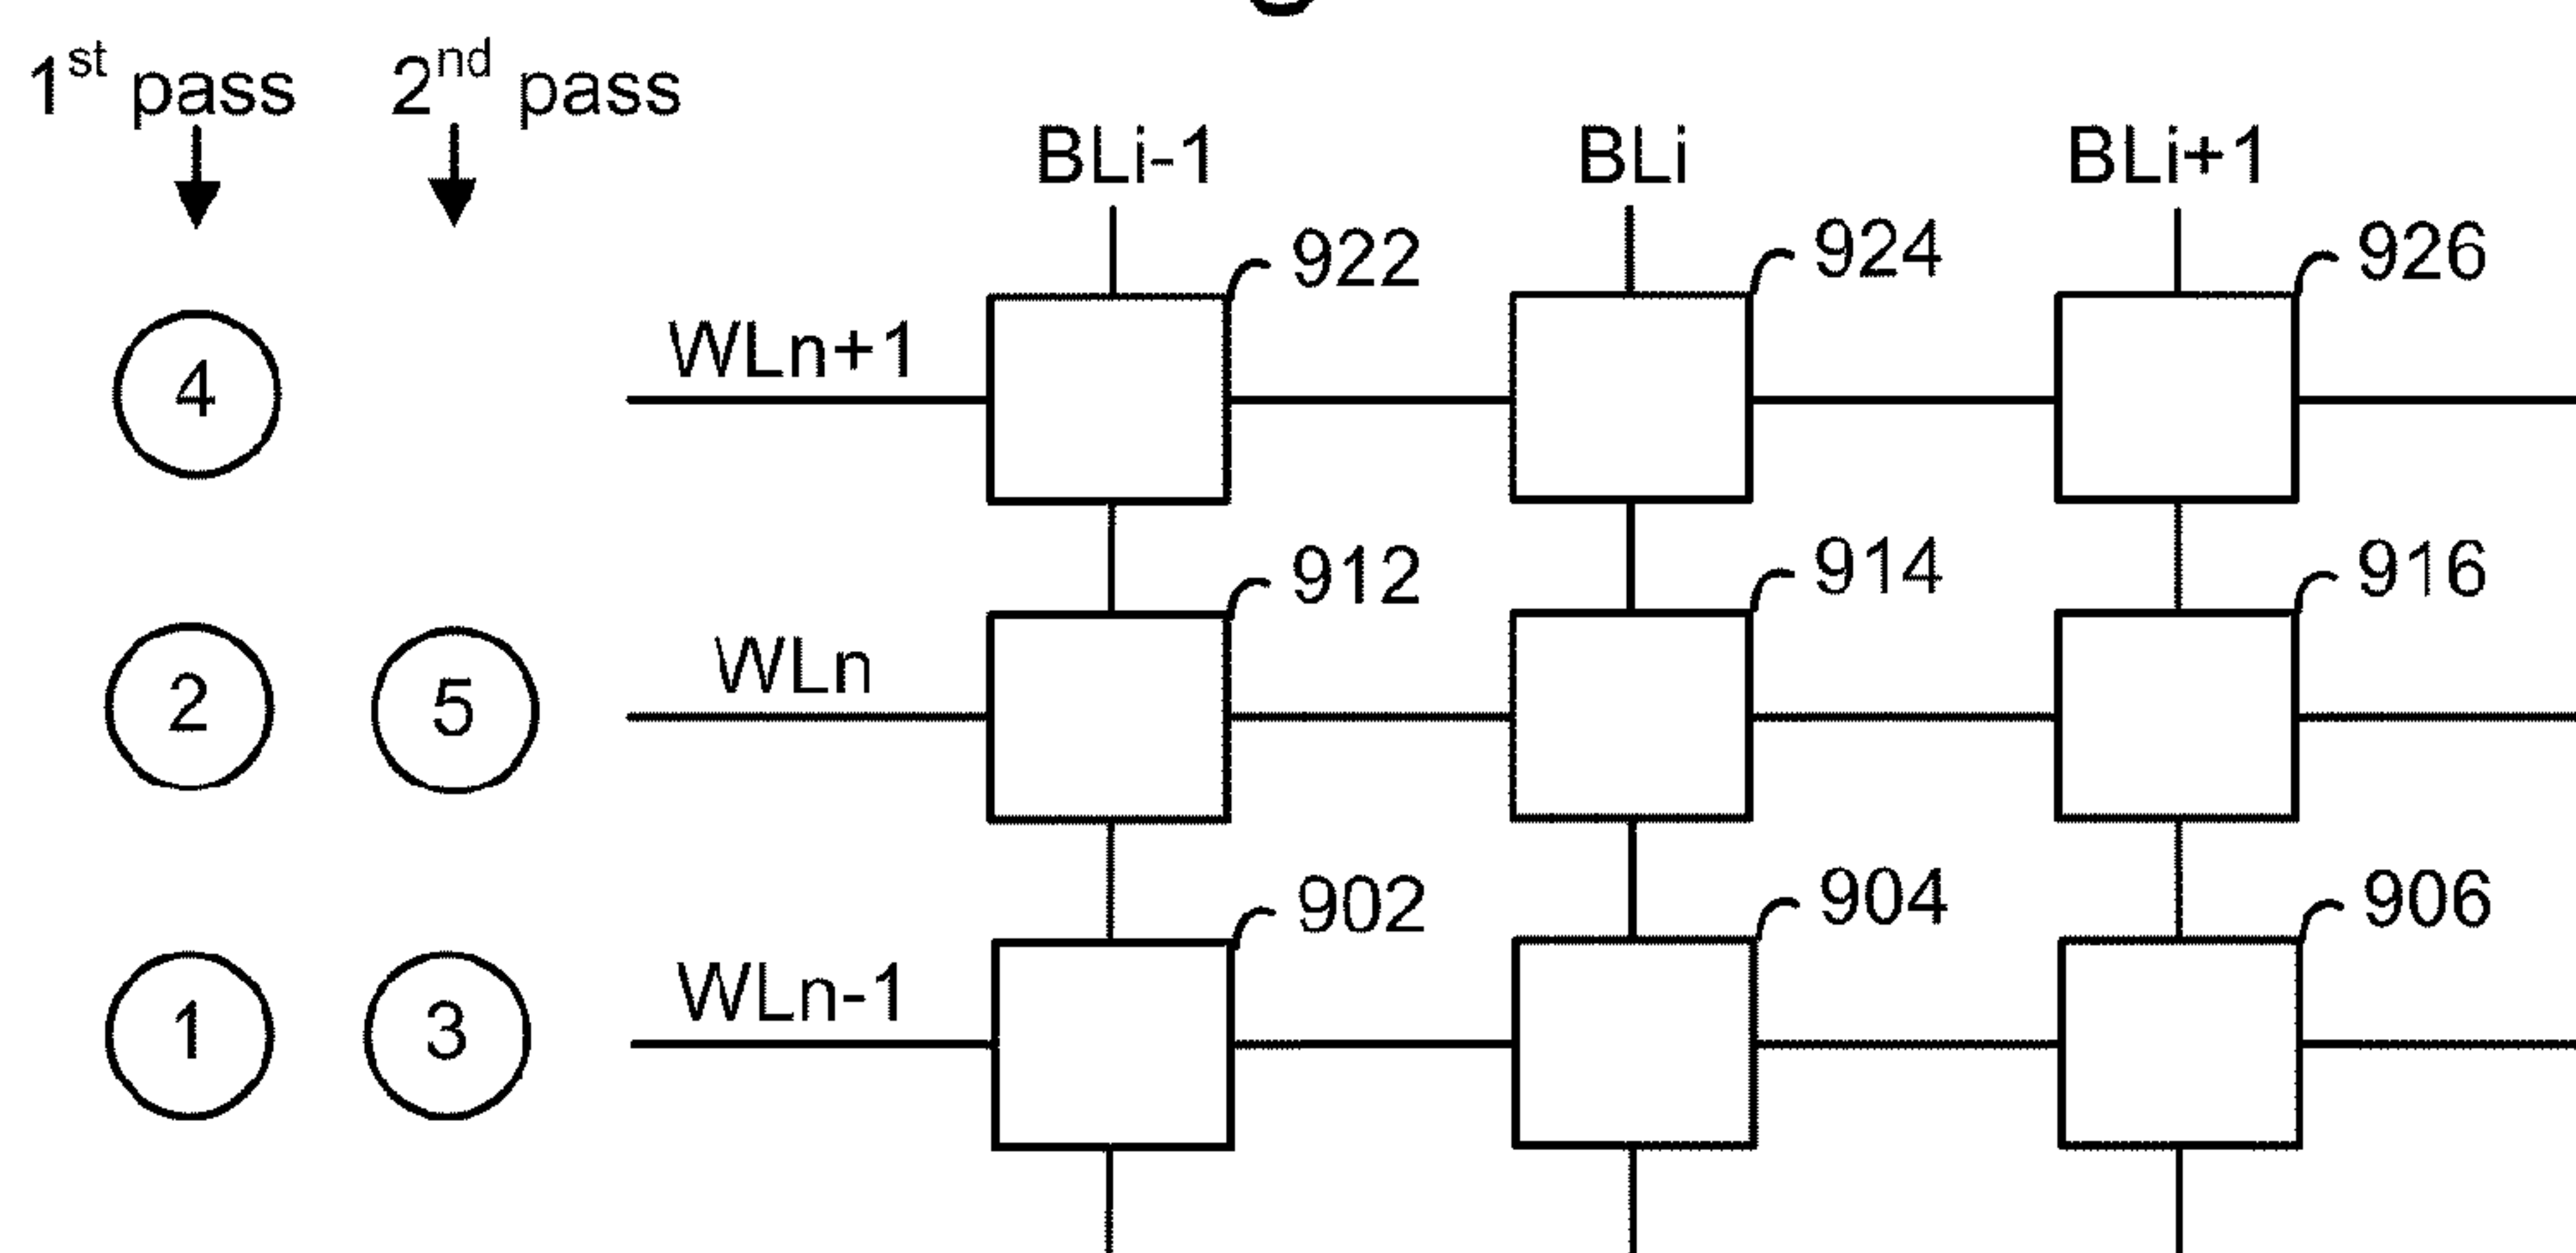 1st pass 2nd pass
BLi-1 BLi BLi+1
922 924 926
4 WLn+1
912 914 916
2 5 WLn
902 904 906
1 3 WLn-1